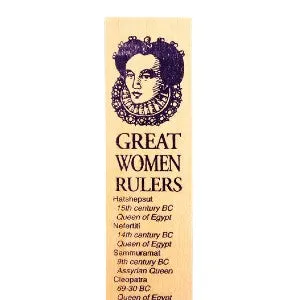 GREAT
WOMEN
RULERS
Hatshepsut
15th century BC
Queen of Egypt
Nefertiti
14th century BC
Queen of Egypt
Sammuramat
9th century BC
Assyrian Queen
Cleopatra
69-30 BC
Queen of Egypt